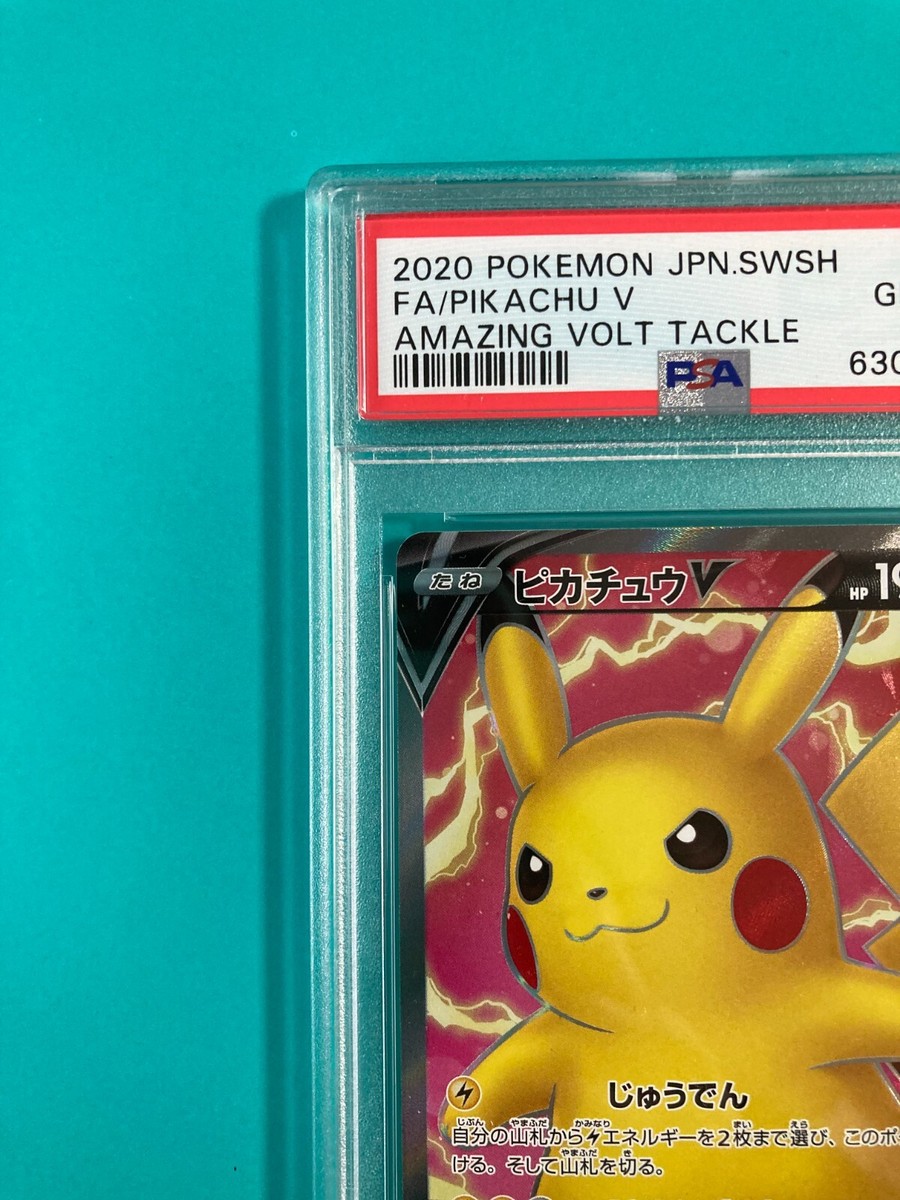 2020 POKEMON JPN.SWSH
FA/PIKACHU V
AMAZING VOLT TACKLE
PSA
たね ピカチュウV HP
じゅうでん
自分の山札からエネルギーを2枚まで選び、このポ
ける。そして山札を切る。